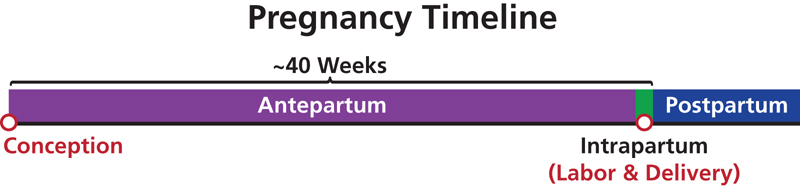 Pregnancy Timeline
~40 Weeks
Antepartum
Postpartum
Conception
Intrapartum
(Labor & Delivery)